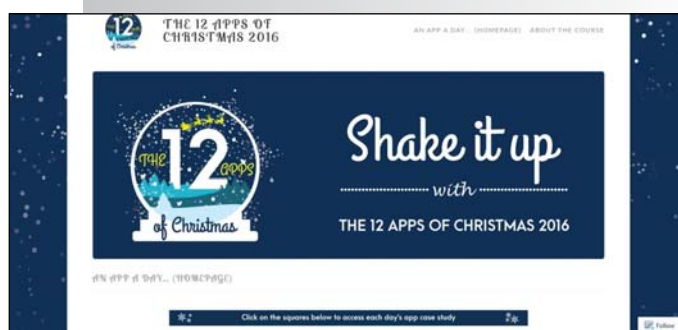 12
of Christmas
THE 12 APPS OF
CHRISTMAS 2016
AN APP A DAY... (HOMEPAGE) ABOUT THE COURSE
THE
12
APPS
of Christmas
Shake it up
with
THE 12 APPS OF CHRISTMAS 2016
AN APP A DAY... (HOMEPAGE)
Click on the squares below to access each day's app case study
Follow